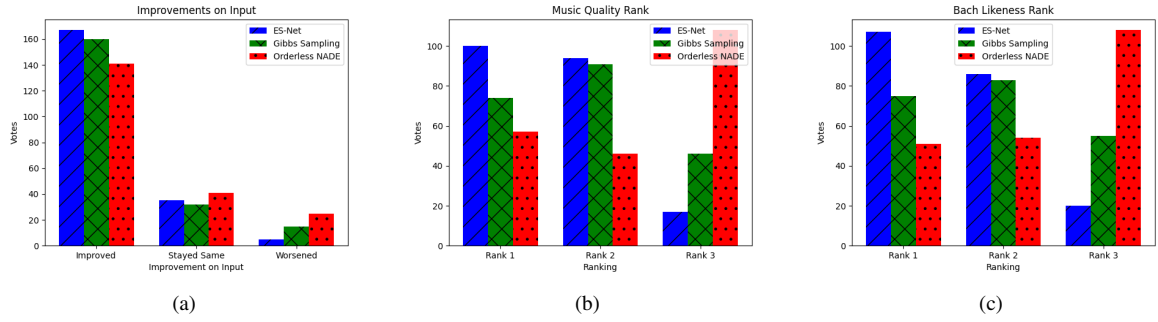 Improvements on Input
ES-Net
Gibbs Sampling
Orderless NADE
160
140
120
100
80
60
40
20
0
Votes
Improved
Stayed Same
Worsened
Improvement on Input
(a)
Music Quality Rank
ES-Net
Gibbs Sampling
Orderless NADE
100
80
60
40
20
0
Votes
Rank 1
Rank 2
Rank 3
Ranking
(b)
Bach Likeness Rank
ES-Net
Gibbs Sampling
Orderless NADE
100
80
60
40
20
0
Votes
Rank 1
Rank 2
Rank 3
Ranking
(c)